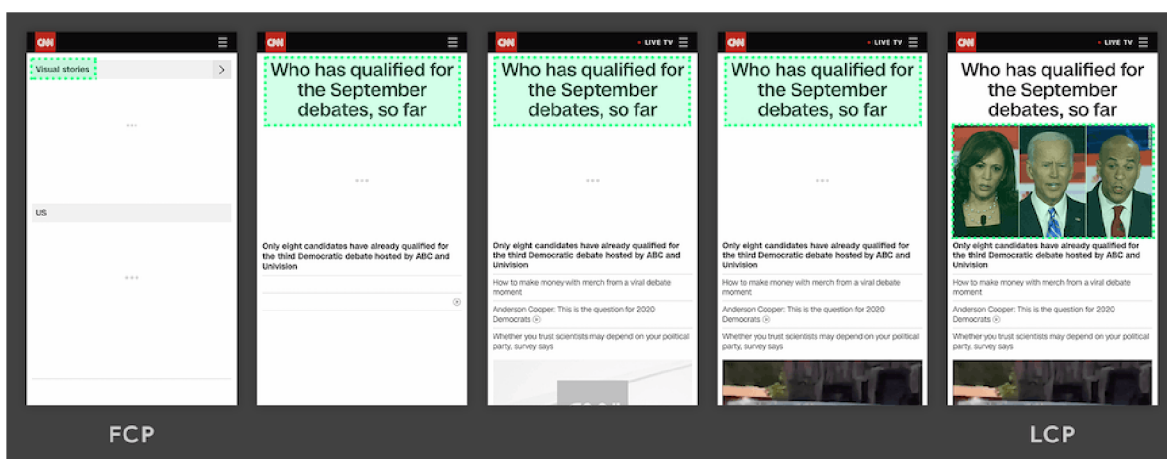 CNN
Visual stories
US
CNN
Who has qualified for
the September
debates, so far
Only eight candidates have already qualified for
the third Democratic debate hosted by ABC and
Univision
CNN
LIVE TV
Who has qualified for
the September
debates, so far
Only eight candidates have already qualified for
the third Democratic debate hosted by ABC and
Univision
How to make money with merch from a viral debate
moment
Anderson Cooper: This is the question for 2020
Democrats
Whether you trust scientists may depend on your political
party, survey says
CNN
LIVE TV
Who has qualified for
the September
debates, so far
Only eight candidates have already qualified for
the third Democratic debate hosted by ABC and
Univision
How to make money with merch from a viral debate
moment
Anderson Cooper: This is the question for 2020
Democrats
Whether you trust scientists may depend on your political
party, survey says
CNN
LIVE TV
Who has qualified for
the September
debates, so far
Only eight candidates have already qualified for
the third Democratic debate hosted by ABC and
Univision
How to make money with merch from a viral debate
moment
Anderson Cooper: This is the question for 2020
Democrats
Whether you trust scientists may depend on your political
party, survey says
FCP
LCP